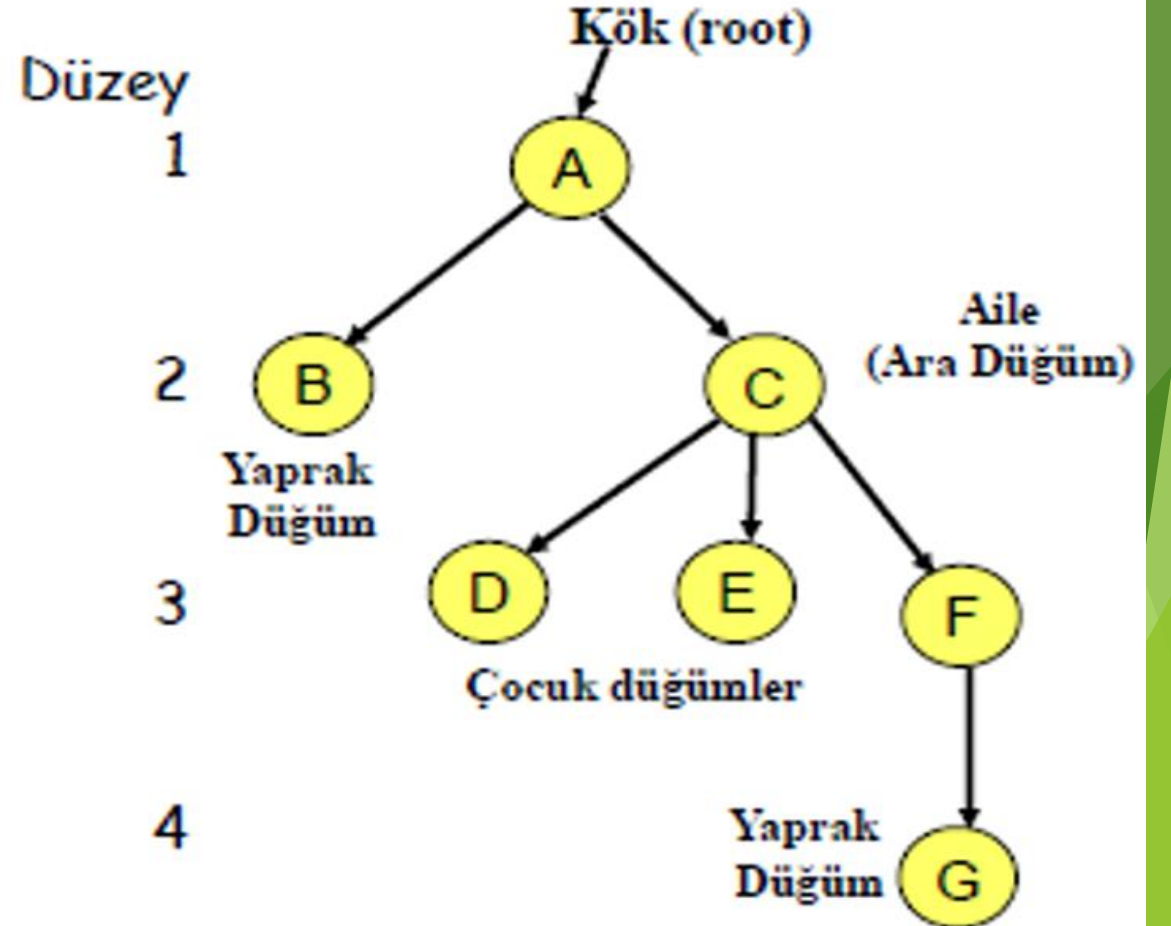 Kök (root)
Düzey
1
A
2
B
C
Aile
(Ara Düğüm)
Yaprak
Düğüm
3
D
E
F
Çocuk düğümler
4
Yaprak
Düğüm
G